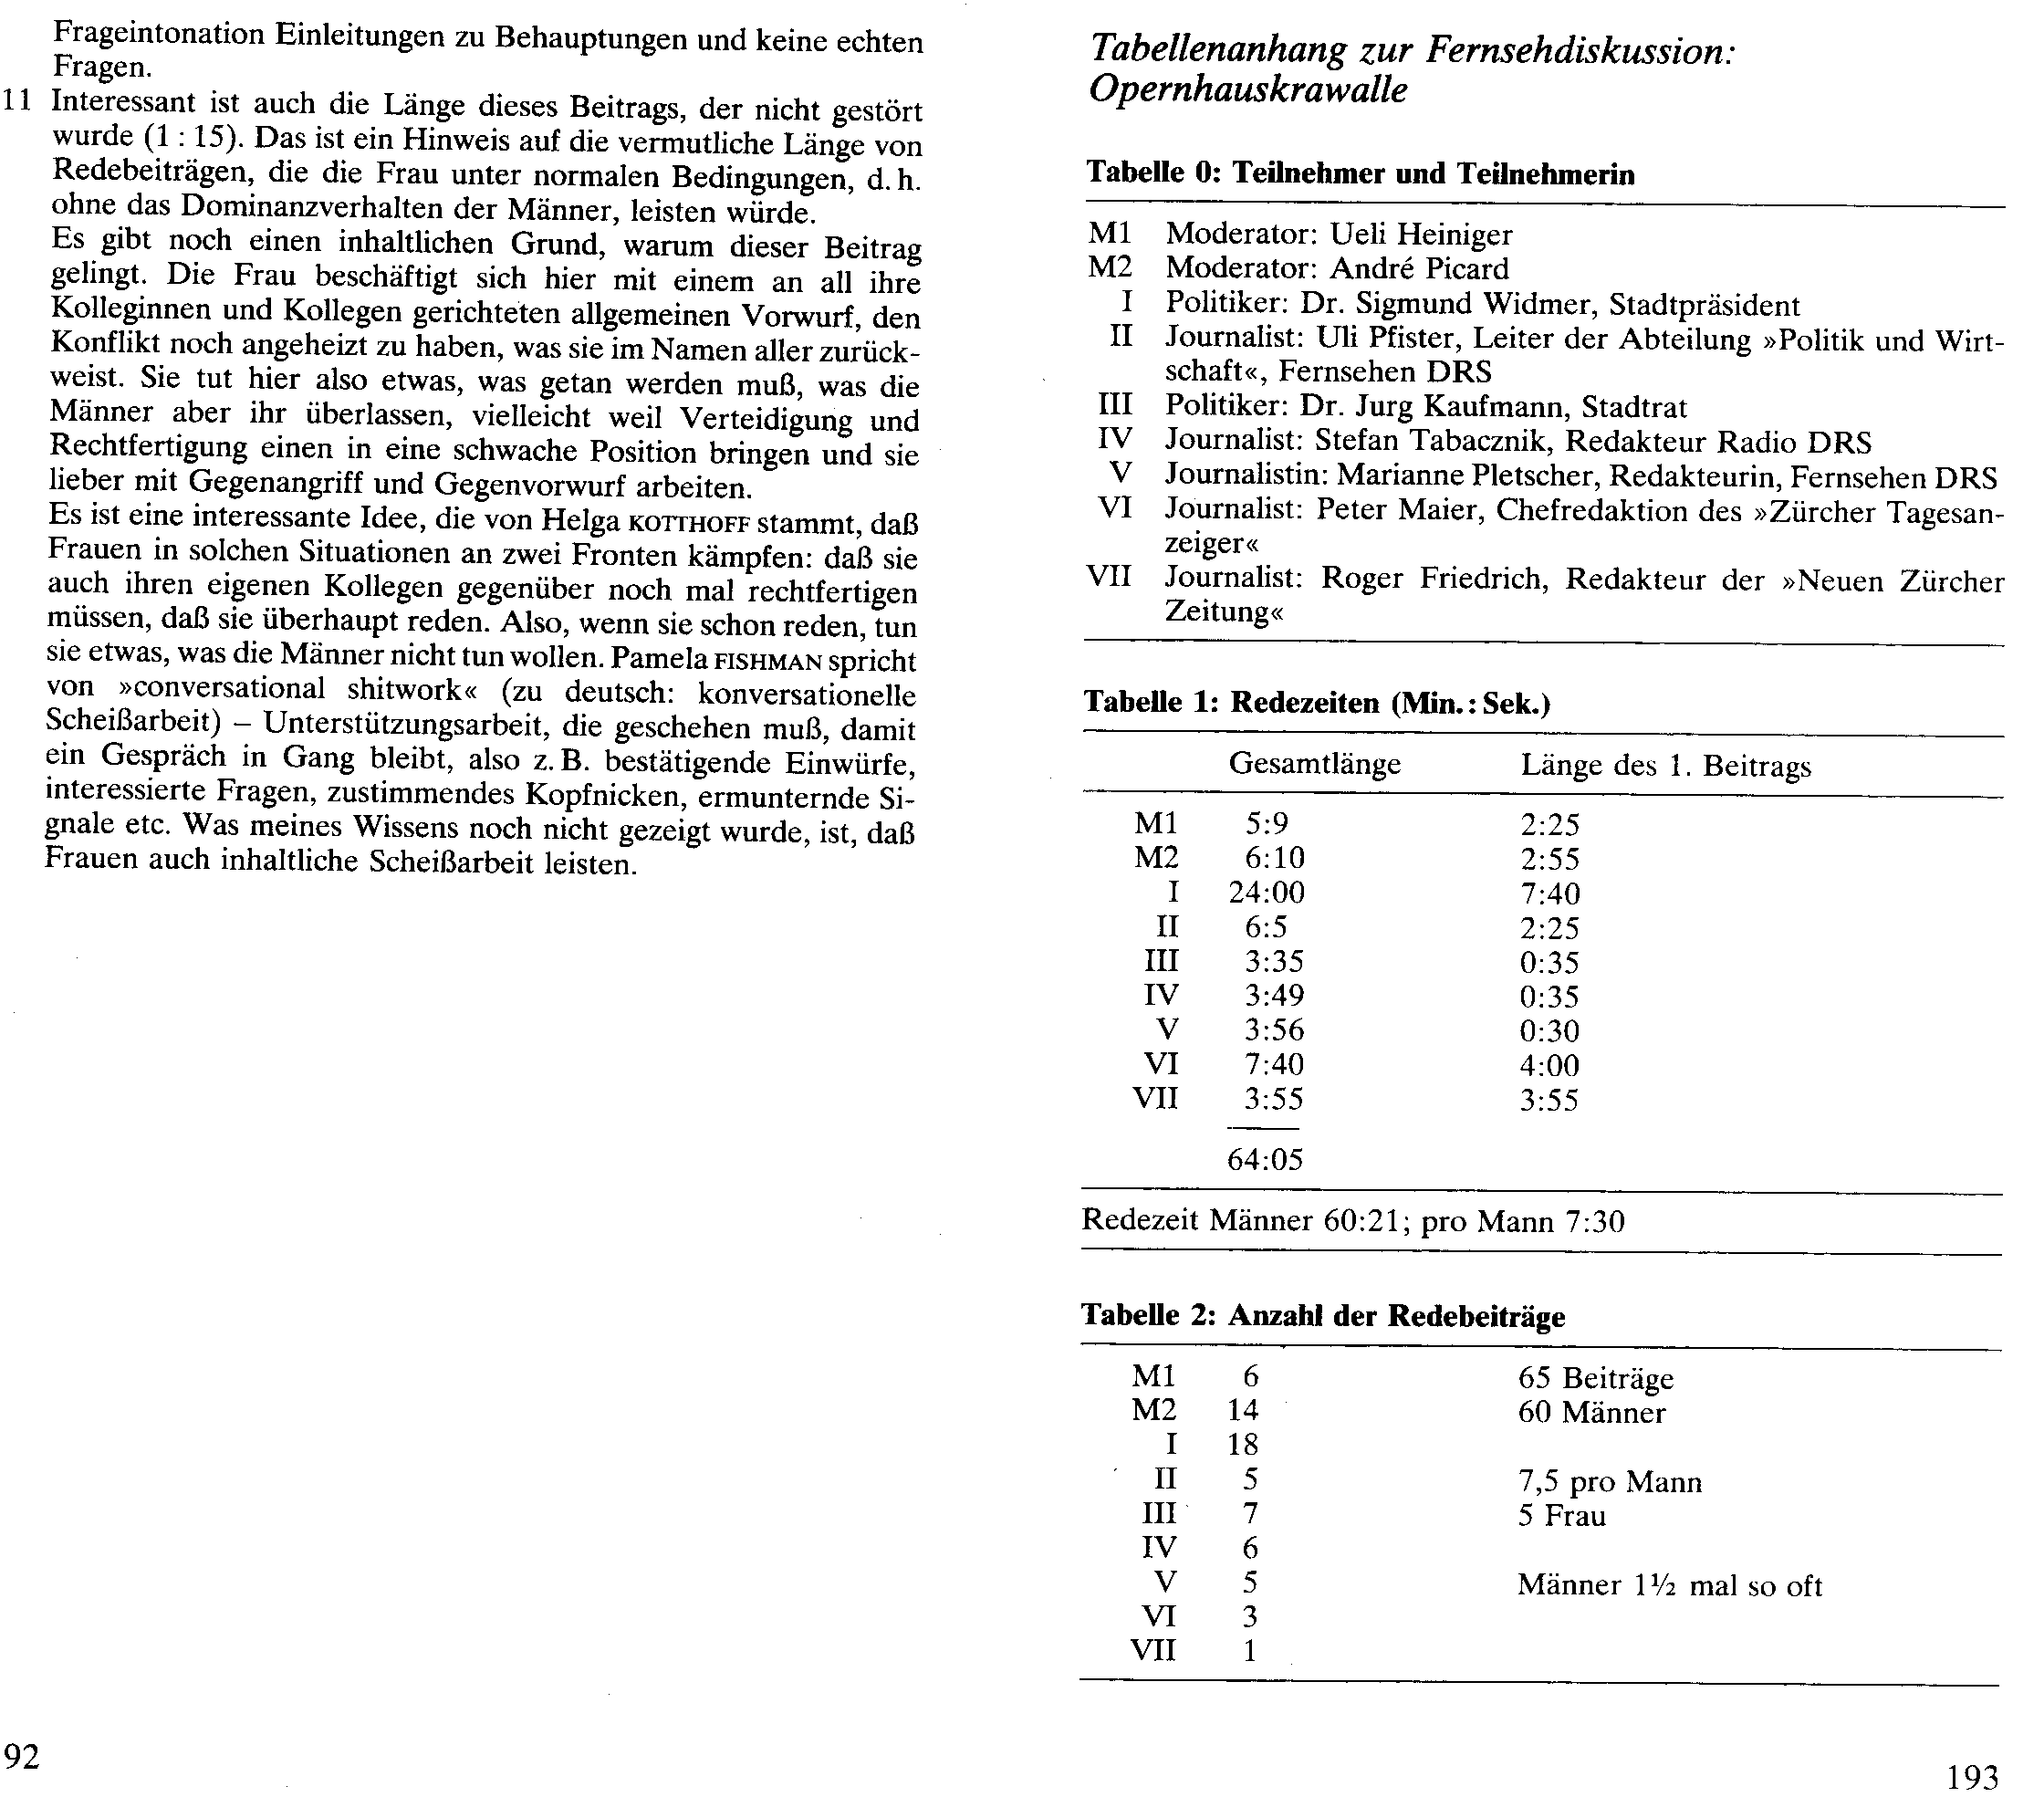 Frageintonation Einleitungen zu Behauptungen und keine echten
Fragen.
11 Interessant ist auch die Länge dieses Beitrags, der nicht gestört
wurde (1 : 15). Das ist ein Hinweis auf die vermutliche Länge von
Redebeiträgen, die die Frau unter normalen Bedingungen, d. h.
ohne das Dominanzverhalten der Männer, leisten würde.
Es gibt noch einen inhaltlichen Grund, warum dieser Beitrag
gelingt. Die Frau beschäftigt sich hier mit einem an all ihre
Kolleginnen und Kollegen gerichteten allgemeinen Vorwurf, den
Konflikt noch angeheizt zu haben, was sie im Namen aller zurück-
weist. Sie tut hier also etwas, was getan werden muß, was die
Männer aber ihr überlassen, vielleicht weil Verteidigung und
Rechtfertigung einen in eine schwache Position bringen und sie
lieber mit Gegenangriff und Gegenvorwurf arbeiten.
Es ist eine interessante Idee, die von Helga KOTTHOFF stammt, daß
Frauen in solchen Situationen an zwei Fronten kämpfen: daß sie
auch ihren eigenen Kollegen gegenüber noch mal rechtfertigen
müssen, daß sie überhaupt reden. Also, wenn sie schon reden, tun
sie etwas, was die Männer nicht tun wollen. Pamela FISHMAN spricht
von »conversational shitwork« (zu deutsch: konversationelle
Scheißarbeit) – Unterstützungsarbeit, die geschehen muß, damit
ein Gespräch in Gang bleibt, also z. B. bestätigende Einwürfe,
interessierte Fragen, zustimmendes Kopfnicken, ermunternde Si-
gnale etc. Was meines Wissens noch nicht gezeigt wurde, ist, daß
Frauen auch inhaltliche Scheißarbeit leisten.
92
Tabellenanhang zur Fernsehdiskussion:
Opernhauskrawalle
Tabelle 0: Teilnehmer und Teilnehmerin
M1 Moderator: Ueli Heiniger
M2 Moderator: André Picard
I Politiker: Dr. Sigmund Widmer, Stadtpräsident
II Journalist: Uli Pfister, Leiter der Abteilung »Politik und Wirt-
schaft«, Fernsehen DRS
III Politiker: Dr. Jurg Kaufmann, Stadtrat
IV Journalist: Stefan Tabacznik, Redakteur Radio DRS
V Journalistin: Marianne Pletscher, Redakteurin, Fernsehen DRS
VI Journalist: Peter Maier, Chefredaktion des »Zürcher Tagesan-
zeiger«
VII Journalist: Roger Friedrich, Redakteur der »Neuen Zürcher
Zeitung«
Tabelle 1: Redezeiten (Min. : Sek.)
Gesamtlänge Länge des 1. Beitrags
M1 5:9 2:25
M2 6:10 2:55
I 24:00 7:40
II 6:5 2:25
III 3:35 0:35
IV 3:49 0:35
V 3:56 0:30
VI 7:40 4:00
VII 3:55 3:55
64:05
Redezeit Männer 60:21; pro Mann 7:30
Tabelle 2: Anzahl der Redebeiträge
M1 6 65 Beiträge
M2 14 60 Männer
I 18
II 5 7,5 pro Mann
III 7 5 Frau
IV 6
V 5 Männer 1½ mal so oft
VI 3
VII 1
193